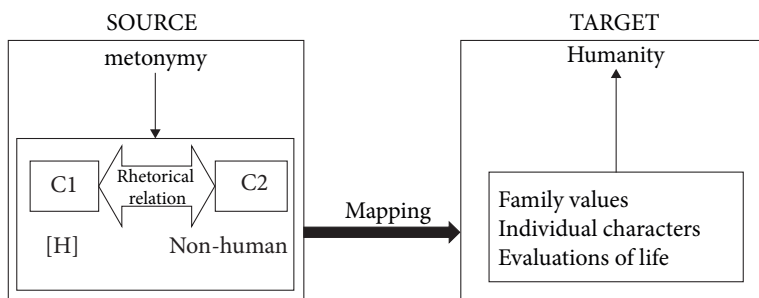 SOURCE
metonymy
C1
Rhetorical
relation
C2
[H]
Non-human
Mapping
TARGET
Humanity
Family values
Individual characters
Evaluations of life